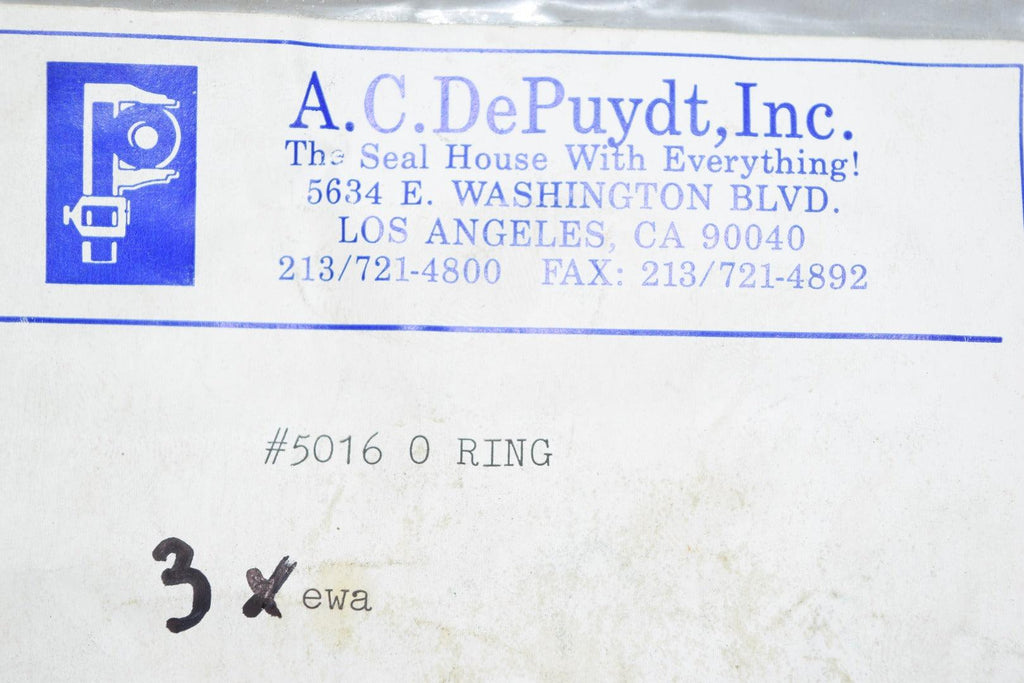 A.C.DePuydt, Inc.
The Seal House With Everything!
5634 E. WASHINGTON BLVD.
LOS ANGELES, CA 90040
213/721-4800 FAX: 213/721-4892
#5016 O RING
3 ewa